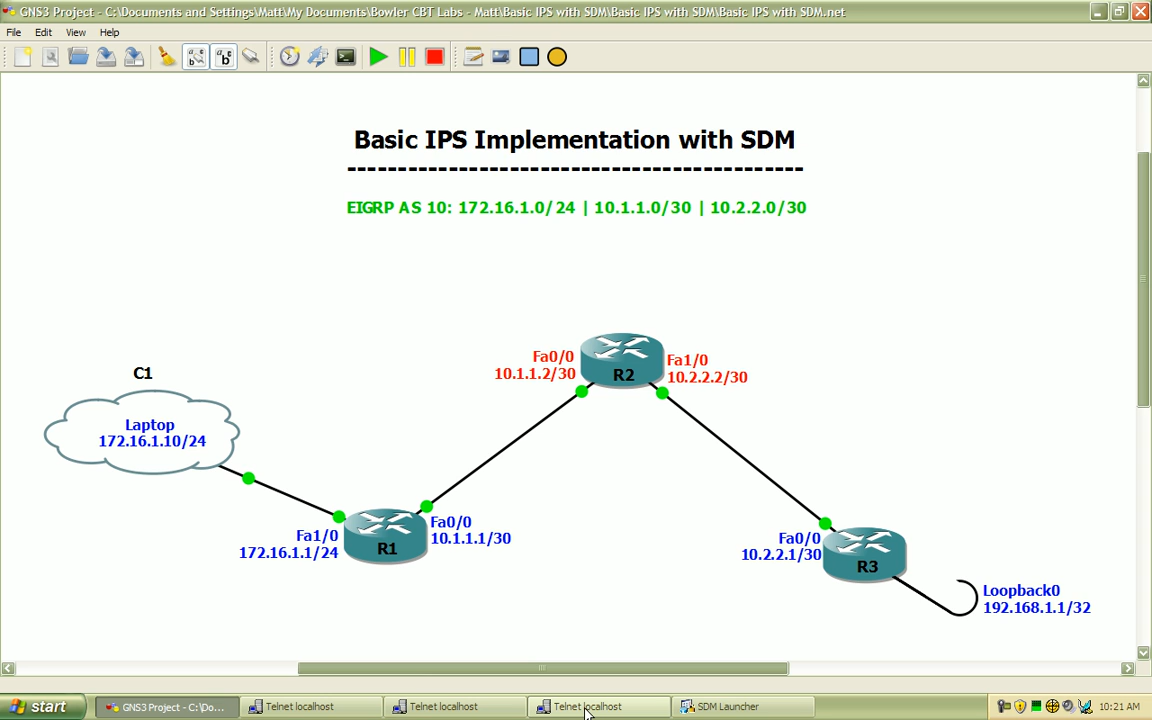 GNS3 Project - C:\Documents and Settings\Matt\My Documents\Bowler CBT Labs - Matt\Basic IPS with SDM\Basic IPS with SDM\Basic IPS with SDM.net
File Edit View Help
Basic IPS Implementation with SDM
---------------------------------------------
EIGRP AS 10: 172.16.1.0/24 | 10.1.1.0/30 | 10.2.2.0/30
C1
Laptop
172.16.1.10/24
Fa0/0
10.1.1.2/30
R2
Fa1/0
10.2.2.2/30
Fa1/0
172.16.1.1/24
R1
Fa0/0
10.1.1.1/30
Fa0/0
10.2.2.1/30
R3
Loopback0
192.168.1.1/32
start
GNS3 Project - C:\Do...
Telnet localhost
Telnet localhost
Telnet localhost
SDM Launcher
10:21 AM